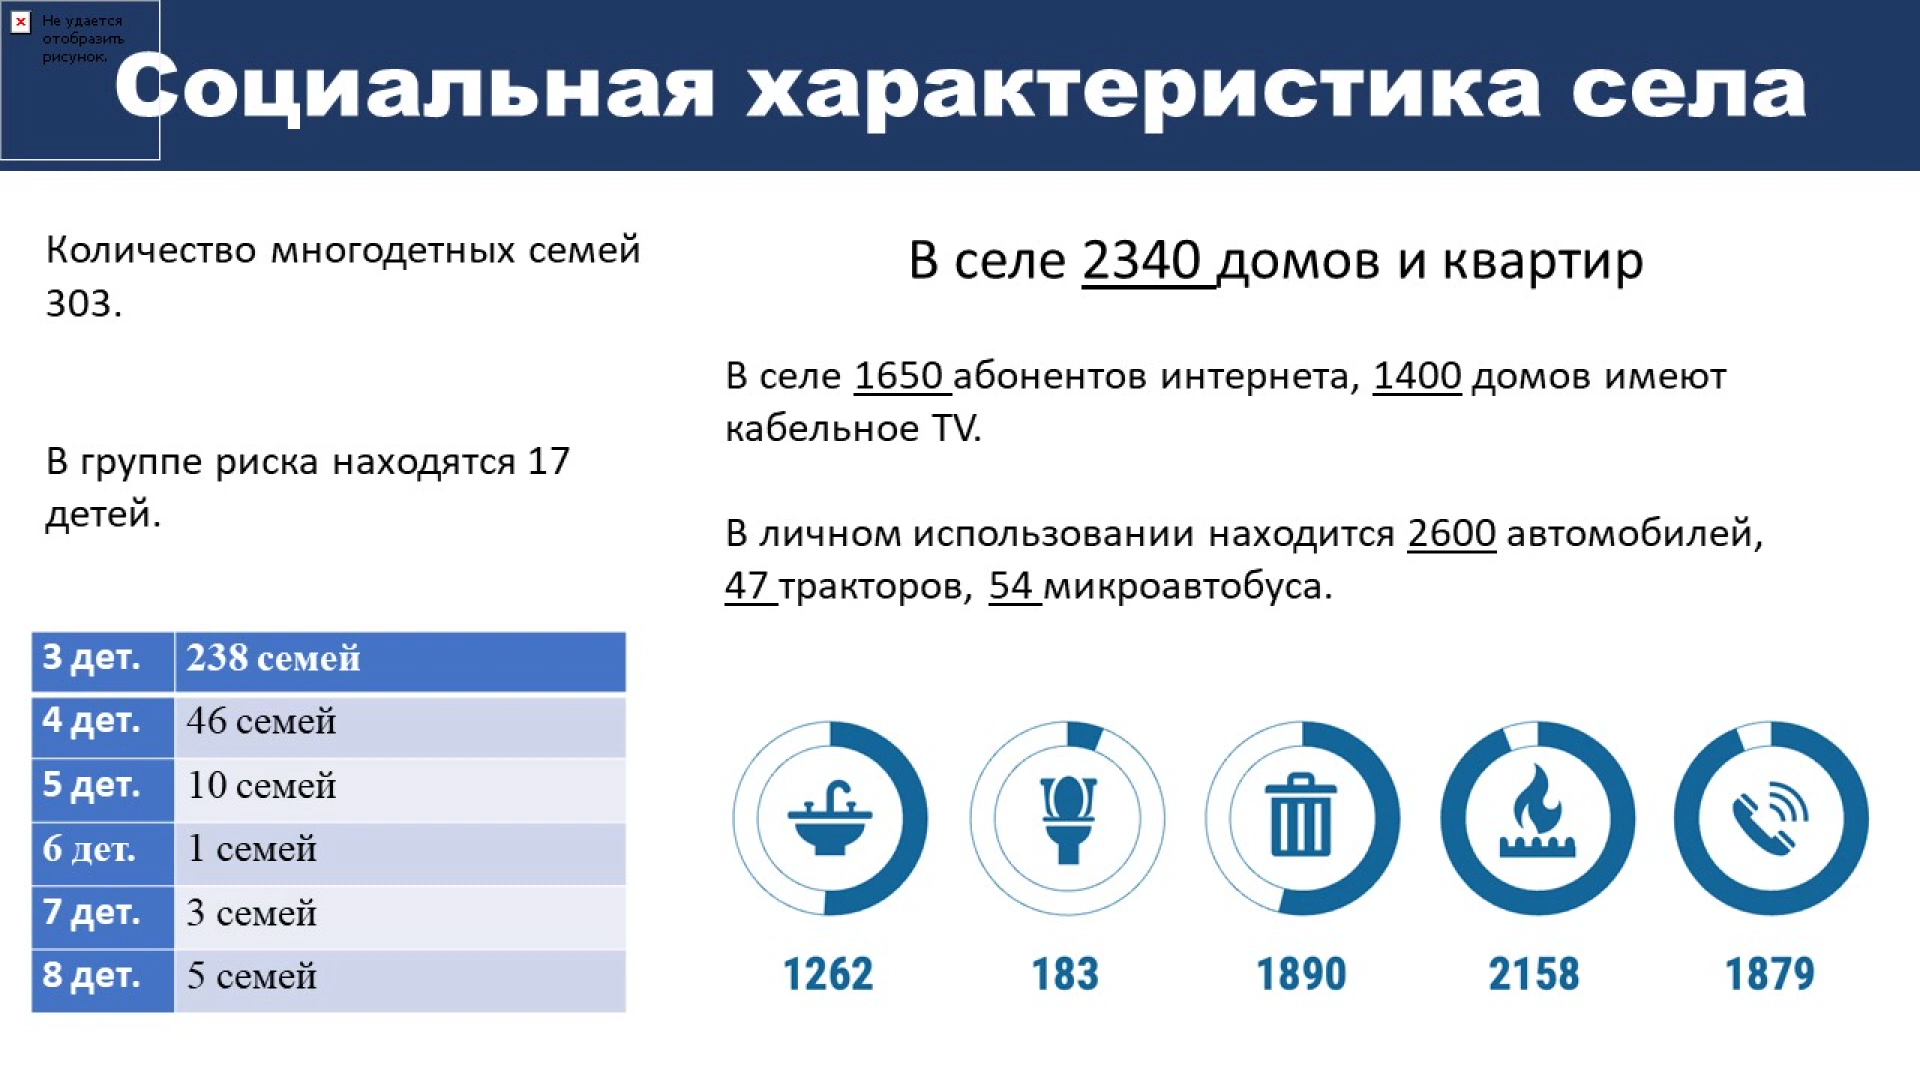 Не удается
отобразить
рисунок.
Социальная характеристика села
Количество многодетных семей
303.
В группе риска находятся 17
детей.
3 дет. 238 семей
4 дет. 46 семей
5 дет. 10 семей
6 дет. 1 семей
7 дет. 3 семей
8 дет. 5 семей
В селе 2340 домов и квартир
В селе 1650 абонентов интернета, 1400 домов имеют
кабельное TV.
В личном использовании находится 2600 автомобилей,
47 тракторов, 54 микроавтобуса.
1262 183 1890 2158 1879